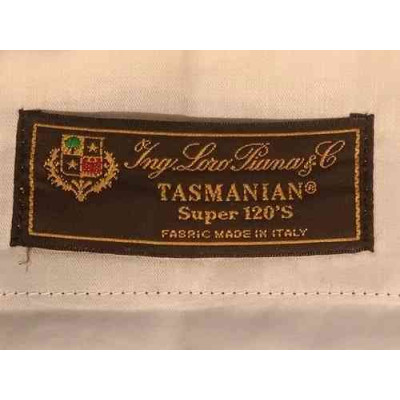 Ing. Loro Piana & C
TASMANIAN®
Super 120'S
FABRIC MADE IN ITALY